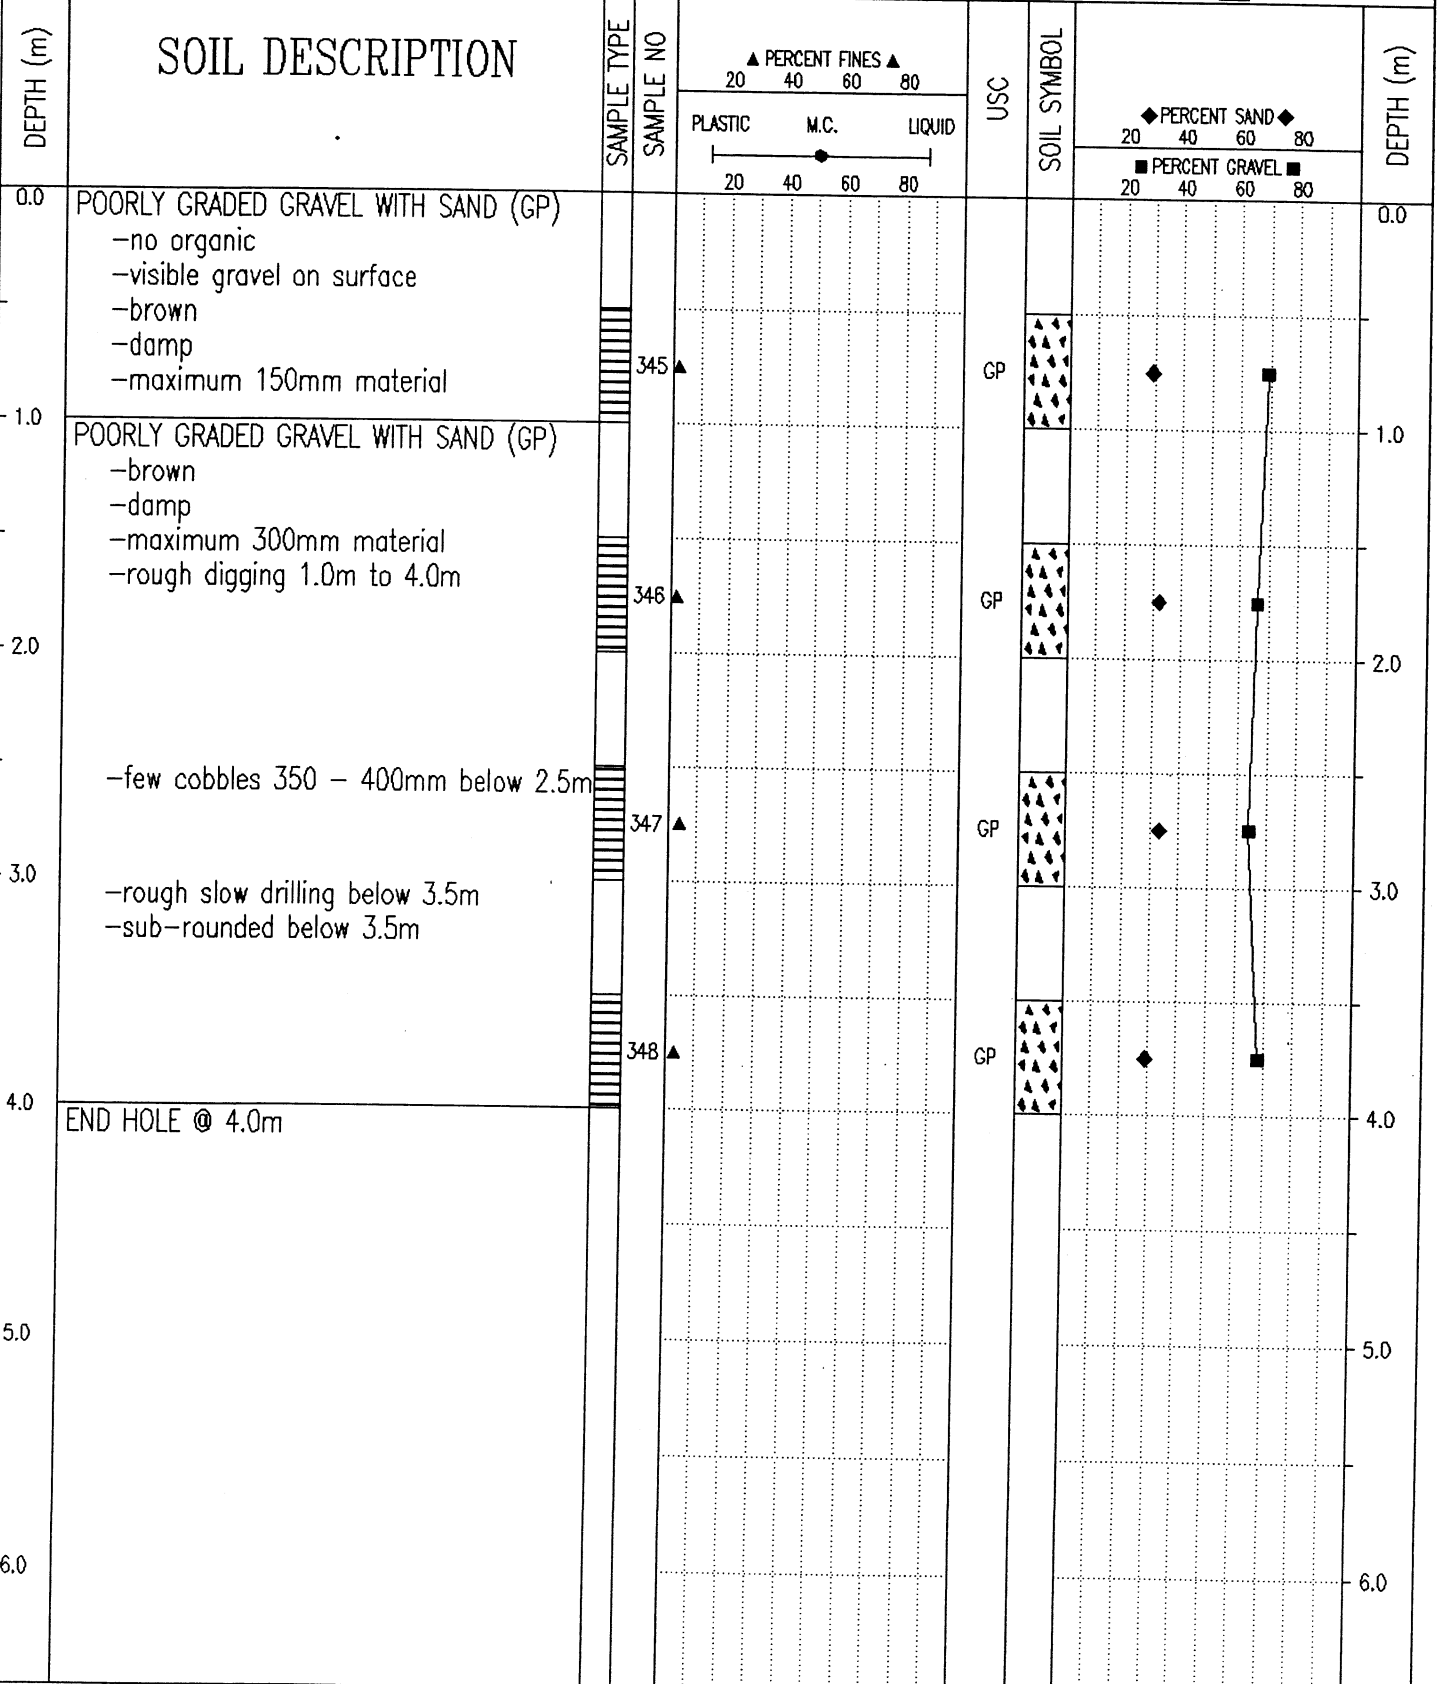 DEPTH (m)
SOIL DESCRIPTION
SAMPLE TYPE
SAMPLE NO
▲ PERCENT FINES ▲
20 40 60 80
PLASTIC M.C. LIQUID
20 40 60 80
USC
SOIL SYMBOL
◆PERCENT SAND◆
20 40 60 80
■ PERCENT GRAVEL■
20 40 60 80
DEPTH (m)
0.0
POORLY GRADED GRAVEL WITH SAND (GP)
0.0
-no organic
-visible gravel on surface
-brown
-damp
345
GP
-maximum 150mm material
1.0
POORLY GRADED GRAVEL WITH SAND (GP)
1.0
-brown
-damp
-maximum 300mm material
-rough digging 1.0m to 4.0m
346
GP
2.0
2.0
-few cobbles 350 - 400mm below 2.5m
347
GP
3.0
3.0
-rough slow drilling below 3.5m
-sub-rounded below 3.5m
348
GP
4.0
END HOLE @ 4.0m
4.0
5.0
5.0
6.0
6.0